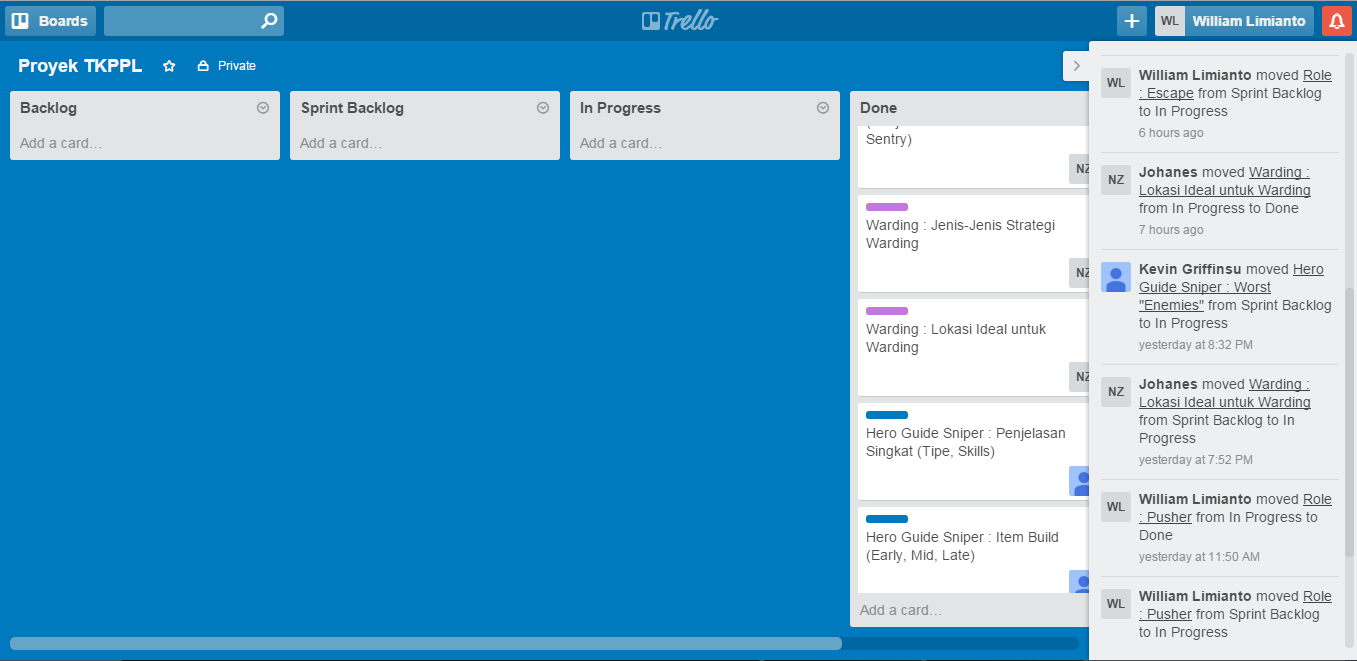 Boards
Trello
+
WL
William Limianto
Proyek TKPPL
Private
Backlog
Add a card…
Sprint Backlog
Add a card…
In Progress
Add a card…
Done
Sentry)
NZ
Warding : Jenis-Jenis Strategi
Warding
NZ
Warding : Lokasi Ideal untuk
Warding
NZ
Hero Guide Sniper : Penjelasan
Singkat (Tipe, Skills)
Hero Guide Sniper : Item Build
(Early, Mid, Late)
Add a card…
WL
William Limianto moved Role
: Escape from Sprint Backlog
to In Progress
6 hours ago
NZ
Johanes moved Warding :
Lokasi Ideal untuk Warding
from In Progress to Done
7 hours ago
Kevin Griffinsu moved Hero
Guide Sniper : Worst
"Enemies" from Sprint Backlog
to In Progress
yesterday at 8:32 PM
NZ
Johanes moved Warding :
Lokasi Ideal untuk Warding
from Sprint Backlog to In
Progress
yesterday at 7:52 PM
WL
William Limianto moved Role
: Pusher from In Progress to
Done
yesterday at 11:50 AM
WL
William Limianto moved Role
: Pusher from Sprint Backlog
to In Progress